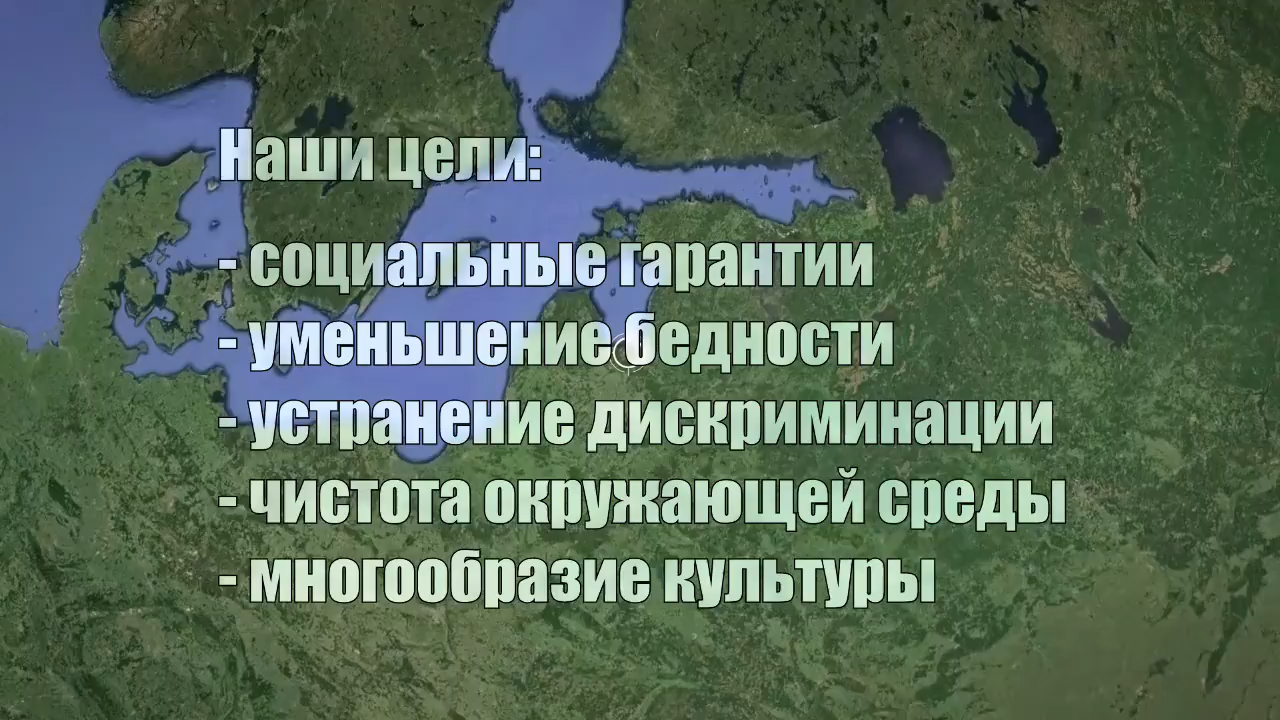 Наши цели:
- социальные гарантии
- уменьшение бедности
- устранение дискриминации
- чистота окружающей среды
- многообразие культуры